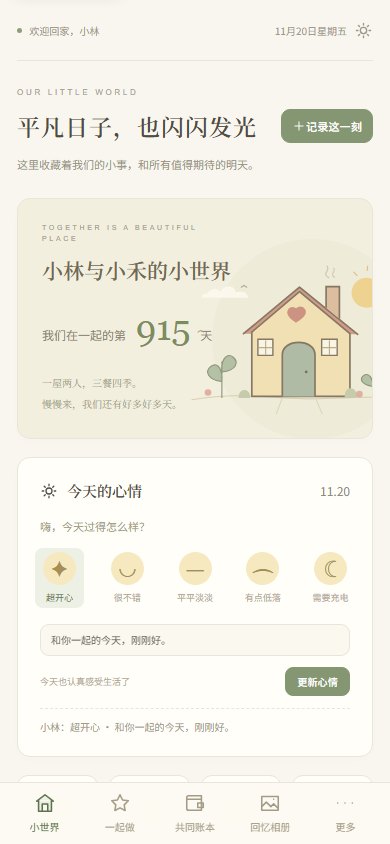 欢迎回家，小林
11月20日星期五
OUR LITTLE WORLD
平凡日子，也闪闪发光
＋记录这一刻
这里收藏着我们的小事，和所有值得期待的明天。
TOGETHER IS A BEAUTIFUL
PLACE
小林与小禾的小世界
我们在一起的第 915 天
一屋两人，三餐四季。
慢慢来，我们还有好多好多天。
今天的心情
11.20
嗨，今天过得怎么样？
超开心
很不错
平平淡淡
有点低落
需要充电
和你一起的今天，刚刚好。
今天也认真感受生活了
更新心情
小林：超开心 · 和你一起的今天，刚刚好。
小世界
一起做
共同账本
回忆相册
更多